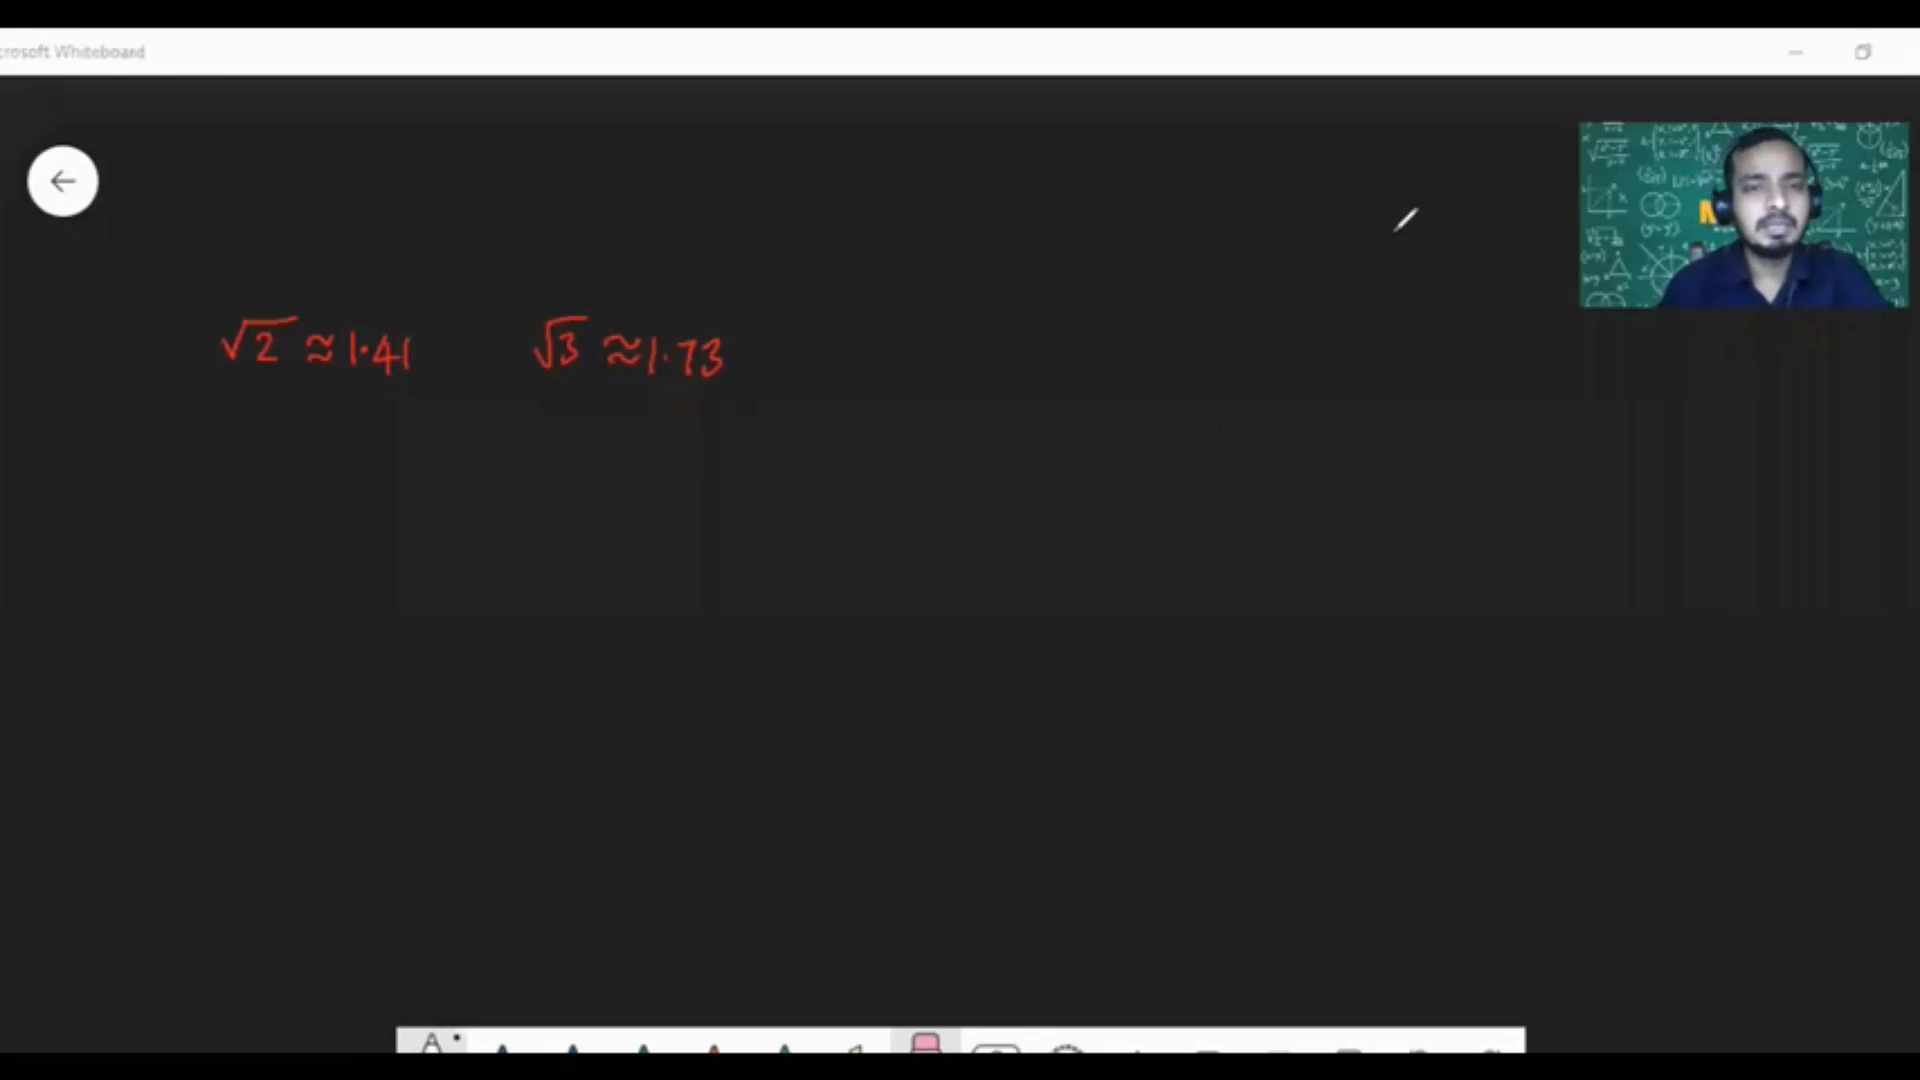 crosoft Whiteboard
√2 ≈ 1.41 √3 ≈ 1.73